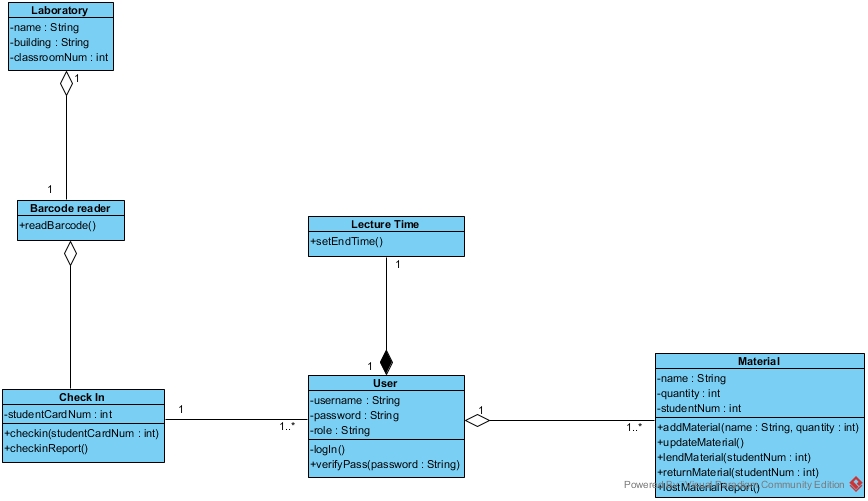 Laboratory
-name : String
-building : String
-classroomNum : int
1
1
Barcode reader
+readBarcode()
Lecture Time
+setEndTime()
1
1
User
-username : String
-password : String
-role : String
-logIn()
+verifyPass(password : String)
Check In
-studentCardNum : int
+checkin(studentCardNum : int)
+checkinReport()
1
1..*
1
1..*
Material
-name : String
-quantity : int
-studentNum : int
+addMaterial(name : String, quantity : int)
+updateMaterial()
+lendMaterial(studentNum : int)
+returnMaterial(studentNum : int)
+lostMaterialReport()
Powered By Visual Paradigm Community Edition